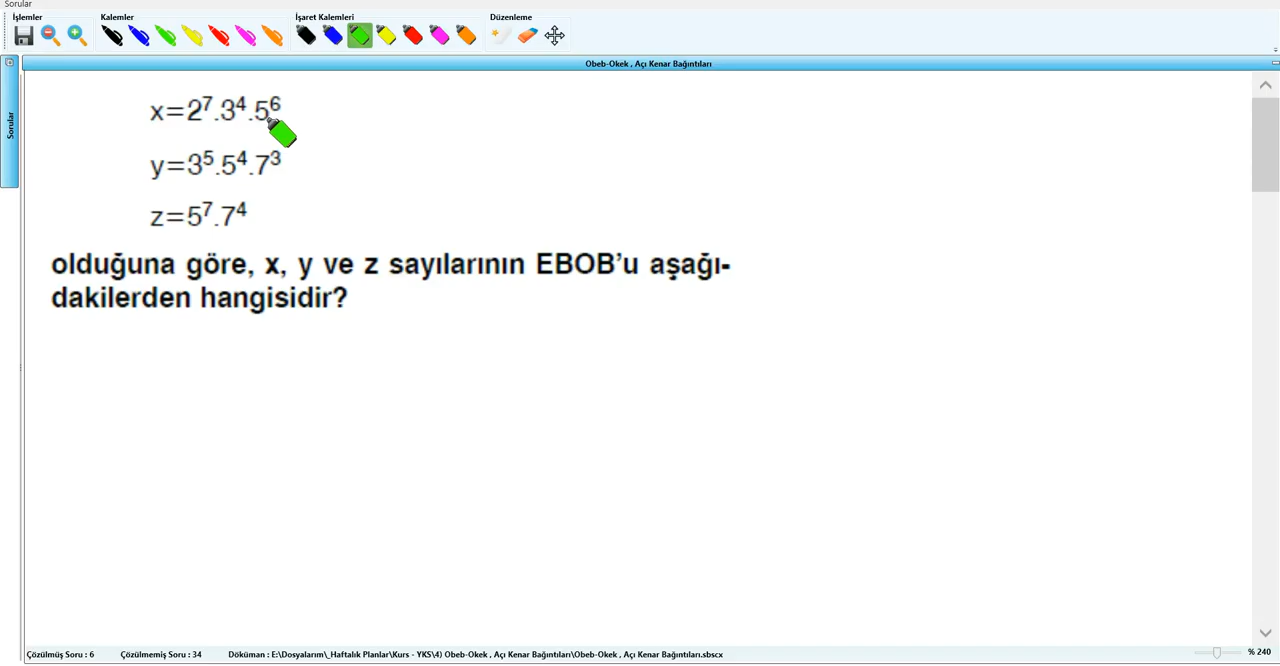 Sorular
İşlemler Kalemler İşaret Kalemleri Düzenleme
Obeb-Okek , Açı Kenar Bağıntıları
Sorular
x=2⁷.3⁴.5⁶
y=3⁵.5⁴.7³
z=5⁷.7⁴
olduğuna göre, x, y ve z sayılarının EBOB’u aşağı-
dakilerden hangisidir?
Çözülmüş Soru : 6 Çözülmemiş Soru : 34 Döküman : E:\Dosyalarım\_Haftalık Planlar\Kurs - YKS\4) Obeb-Okek , Açı Kenar Bağıntıları\Obeb-Okek , Açı Kenar Bağıntıları.sbscx % 240